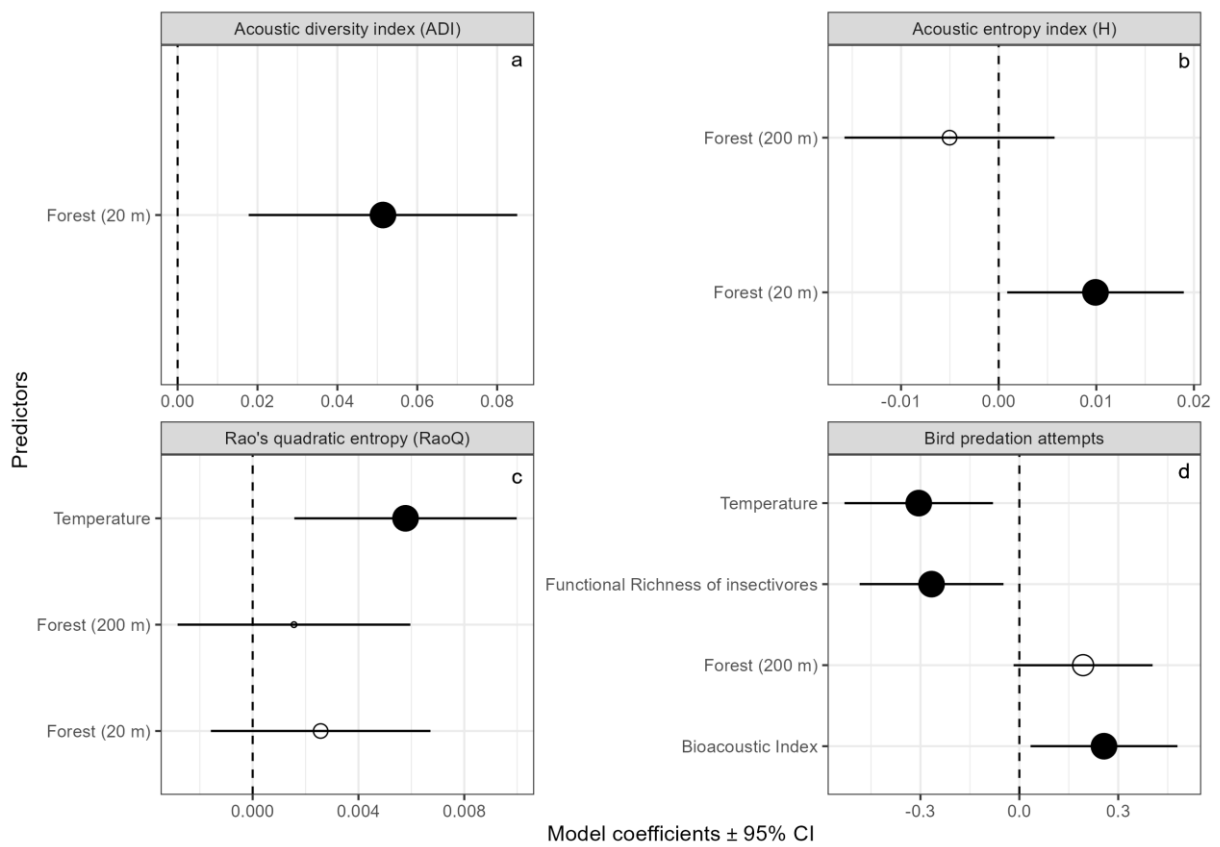 Acoustic diversity index (ADI)
a
Forest (20 m)
0.00 0.02 0.04 0.06 0.08
Acoustic entropy index (H)
b
Forest (200 m)
Forest (20 m)
-0.01 0.00 0.01 0.02
Predictors
Rao's quadratic entropy (RaoQ)
c
Temperature
Forest (200 m)
Forest (20 m)
0.000 0.004 0.008
Bird predation attempts
d
Temperature
Functional Richness of insectivores
Forest (200 m)
Bioacoustic Index
-0.3 0.0 0.3
Model coefficients ± 95% CI